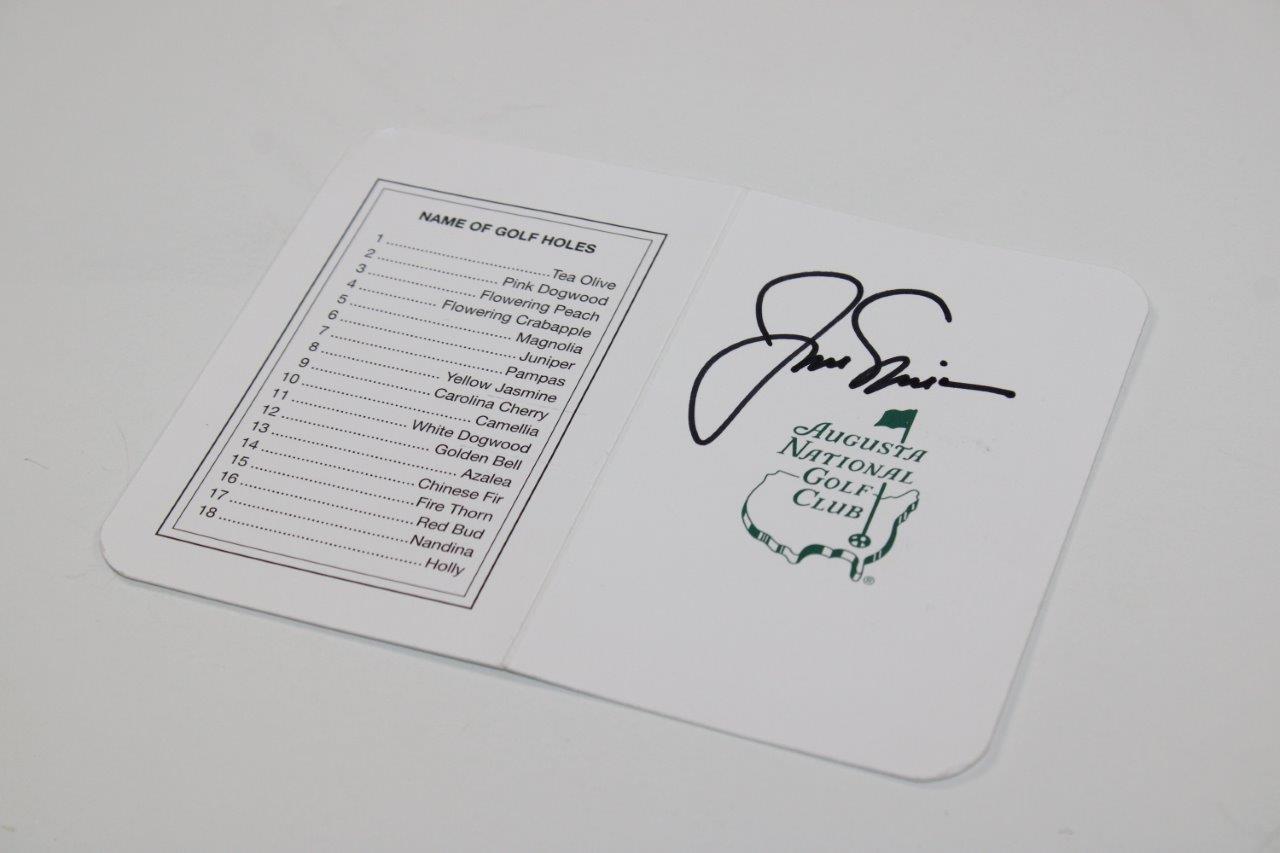 NAME OF GOLF HOLES
1 ........ Tea Olive
2 ........ Pink Dogwood
3 ........ Flowering Peach
4 ........ Flowering Crabapple
5 ........ Magnolia
6 ........ Juniper
7 ........ Pampas
8 ........ Yellow Jasmine
9 ........ Carolina Cherry
10 ........ Camellia
11 ........ White Dogwood
12 ........ Golden Bell
13 ........ Azalea
14 ........ Chinese Fir
15 ........ Fire Thorn
16 ........ Red Bud
17 ........ Nandina
18 ........ Holly
AUGUSTA
NATIONAL
GOLF
CLUB
®